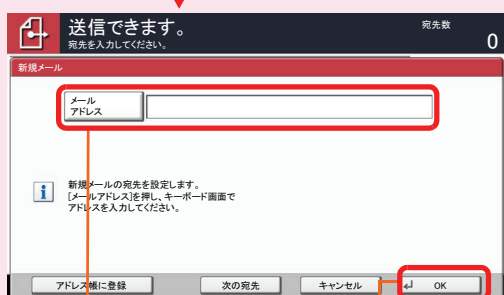 送信できます。
宛先を入力してください。
宛先数
0
新規メール
メール
アドレス
新規メールの宛先を設定します。
[メールアドレス]を押し、キーボード画面で
アドレスを入力してください。
アドレス帳に登録
次の宛先
キャンセル
OK